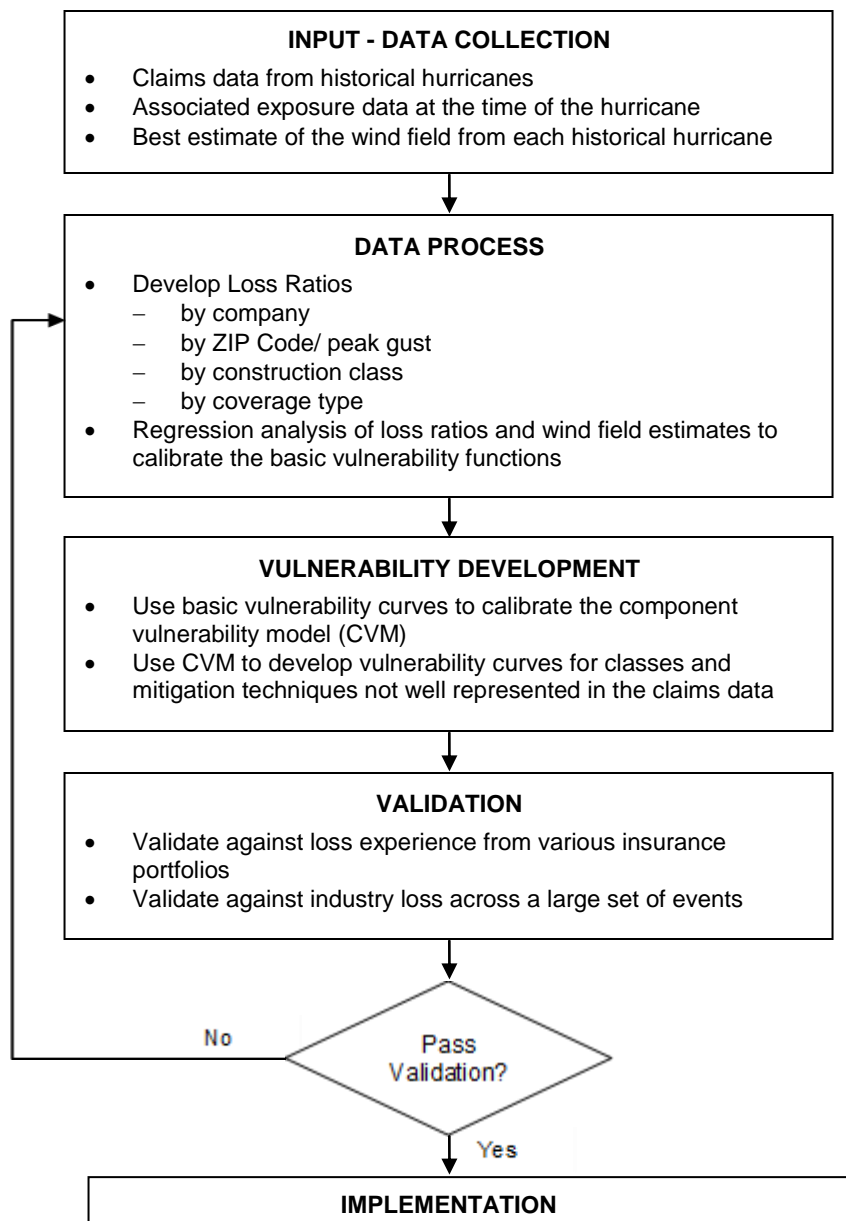 INPUT - DATA COLLECTION
• Claims data from historical hurricanes
• Associated exposure data at the time of the hurricane
• Best estimate of the wind field from each historical hurricane
DATA PROCESS
• Develop Loss Ratios
– by company
– by ZIP Code/ peak gust
– by construction class
– by coverage type
• Regression analysis of loss ratios and wind field estimates to
calibrate the basic vulnerability functions
VULNERABILITY DEVELOPMENT
• Use basic vulnerability curves to calibrate the component
vulnerability model (CVM)
• Use CVM to develop vulnerability curves for classes and
mitigation techniques not well represented in the claims data
VALIDATION
• Validate against loss experience from various insurance
portfolios
• Validate against industry loss across a large set of events
No
Pass
Validation?
Yes
IMPLEMENTATION